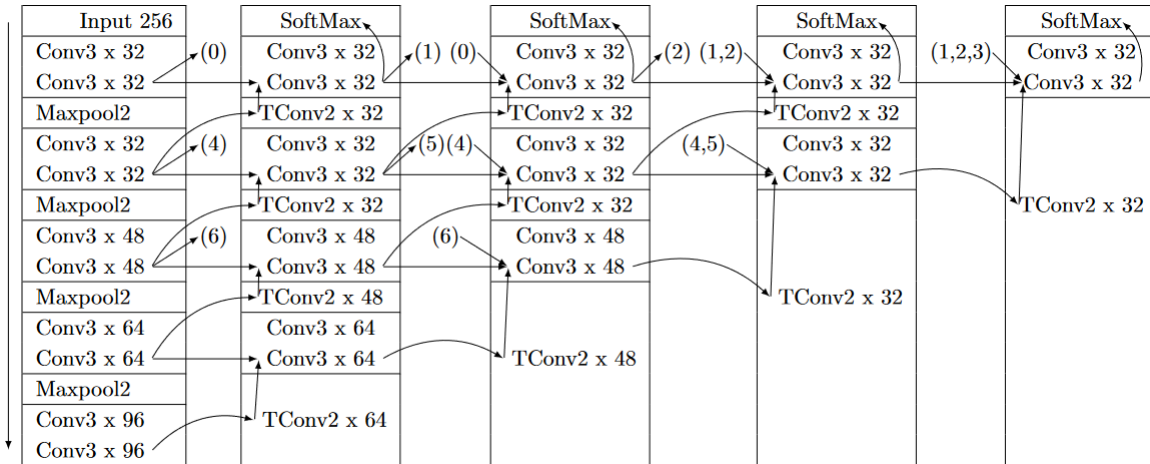 Input 256
Conv3 x 32
Conv3 x 32
Maxpool2
Conv3 x 32
Conv3 x 32
Maxpool2
Conv3 x 48
Conv3 x 48
Maxpool2
Conv3 x 64
Conv3 x 64
Maxpool2
Conv3 x 96
Conv3 x 96
(0)
(4)
(6)
SoftMax
Conv3 x 32
Conv3 x 32
TConv2 x 32
Conv3 x 32
Conv3 x 32
TConv2 x 32
Conv3 x 48
Conv3 x 48
TConv2 x 48
Conv3 x 64
Conv3 x 64
TConv2 x 64
(1) (0)
(5)(4)
(6)
SoftMax
Conv3 x 32
Conv3 x 32
TConv2 x 32
Conv3 x 32
Conv3 x 32
TConv2 x 32
Conv3 x 48
Conv3 x 48
TConv2 x 48
(2) (1,2)
(4,5)
SoftMax
Conv3 x 32
Conv3 x 32
TConv2 x 32
Conv3 x 32
Conv3 x 32
TConv2 x 32
(1,2,3)
SoftMax
Conv3 x 32
Conv3 x 32
TConv2 x 32